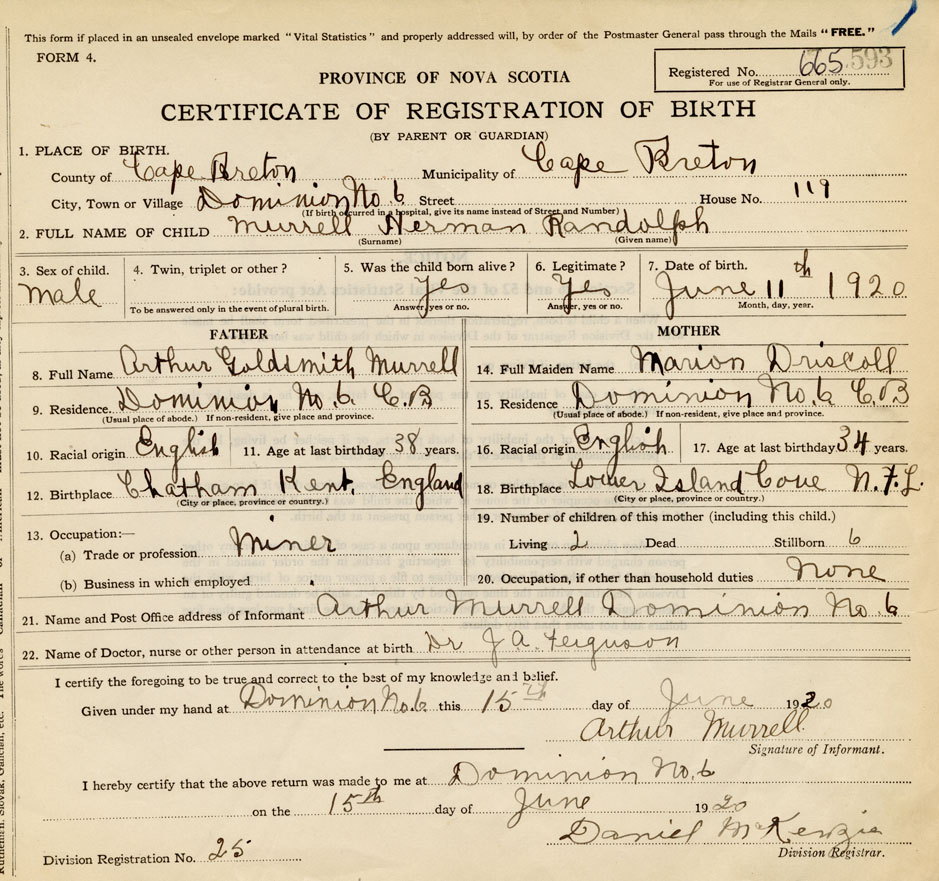 This form if placed in an unsealed envelope marked "Vital Statistics" and properly addressed will, by order of the Postmaster General pass through the Mails "FREE."
FORM 4.
Registered No. 665 593
For use of Registrar General only.
PROVINCE OF NOVA SCOTIA
CERTIFICATE OF REGISTRATION OF BIRTH
(BY PARENT OR GUARDIAN)
1. PLACE OF BIRTH.
County of Cape Breton Municipality of Cape Breton
City, Town or Village Dominion No 6 Street House No. 119
(If birth occurred in a hospital, give its name instead of Street and Number)
2. FULL NAME OF CHILD Murrell Herman Randolph
(Surname) (Given name)
3. Sex of child. 4. Twin, triplet or other? 5. Was the child born alive? 6. Legitimate? 7. Date of birth.
Male Yes Yes June 11th 1920
To be answered only in the event of plural birth. Answer, yes or no. Answer, yes or no. Month, day, year.
FATHER MOTHER
8. Full Name Arthur Goldsmith Murrell 14. Full Maiden Name Marion Driscoll
9. Residence Dominion No. 6 C.B 15. Residence Dominion No. 6 C.B
(Usual place of abode.) If non-resident, give place and province. (Usual place of abode.) If non-resident, give place and province.
10. Racial origin English 11. Age at last birthday 38 years. 16. Racial origin English 17. Age at last birthday 34 years.
12. Birthplace Chatham Kent, England 18. Birthplace Lower Island Cove N.F.L.
(City or place, province or country.) (City or place, province or country.)
13. Occupation:— 19. Number of children of this mother (including this child.)
(a) Trade or profession Miner Living 2 Dead Stillborn 6
(b) Business in which employed 20. Occupation, if other than household duties None
21. Name and Post Office address of Informant Arthur Murrell Dominion No. 6
22. Name of Doctor, nurse or other person in attendance at birth Dr J A. Ferguson
I certify the foregoing to be true and correct to the best of my knowledge and belief.
Given under my hand at Dominion No. 6 this 15th day of June 1920
Arthur Murrell
Signature of Informant.
I hereby certify that the above return was made to me at Dominion No. 6
on the 15th day of June 1920
Daniel McKenzie
Division Registrar.
Division Registration No. 25